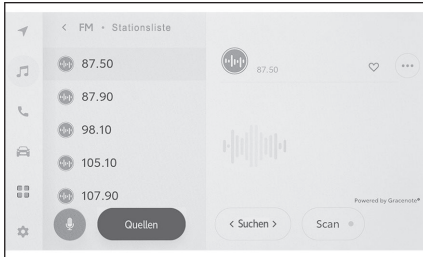 < FM • Stationsliste
87.50
87.90
98.10
105.10
107.90
Quellen
87.50
Powered by Gracenote®
< Suchen >
Scan